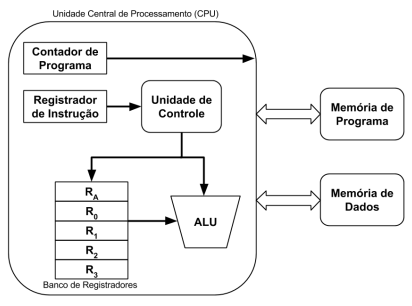 Unidade Central de Processamento (CPU)
Contador de
Programa
Registrador
de Instrução
Unidade de
Controle
Memória de
Programa
R_A
R_0
R_1
R_2
R_3
ALU
Memória de
Dados
Banco de Registradores